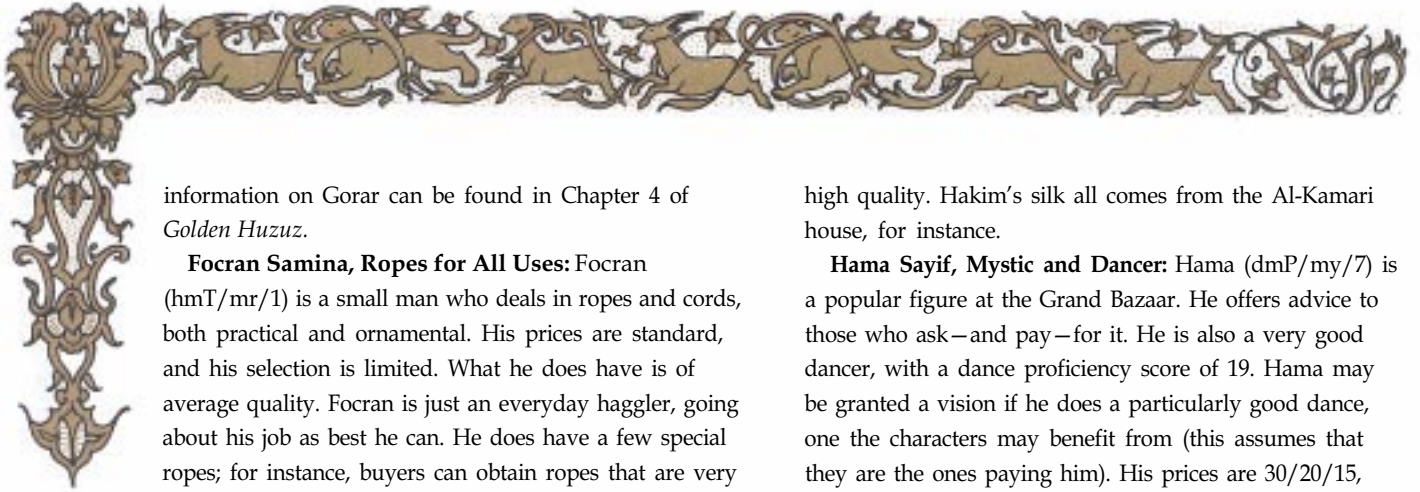 information on Gorar can be found in Chapter 4 of
Golden Huzuz.
Focran Samina, Ropes for All Uses: Focran
(hmT/mr/1) is a small man who deals in ropes and cords,
both practical and ornamental. His prices are standard,
and his selection is limited. What he does have is of
average quality. Focran is just an everyday haggler, going
about his job as best he can. He does have a few special
ropes; for instance, buyers can obtain ropes that are very
high quality. Hakim’s silk all comes from the Al-Kamari
house, for instance.
Hama Sayif, Mystic and Dancer: Hama (dmP/my/7) is
a popular figure at the Grand Bazaar. He offers advice to
those who ask—and pay—for it. He is also a very good
dancer, with a dance proficiency score of 19. Hama may
be granted a vision if he does a particularly good dance,
one the characters may benefit from (this assumes that
they are the ones paying him). His prices are 30/20/15,